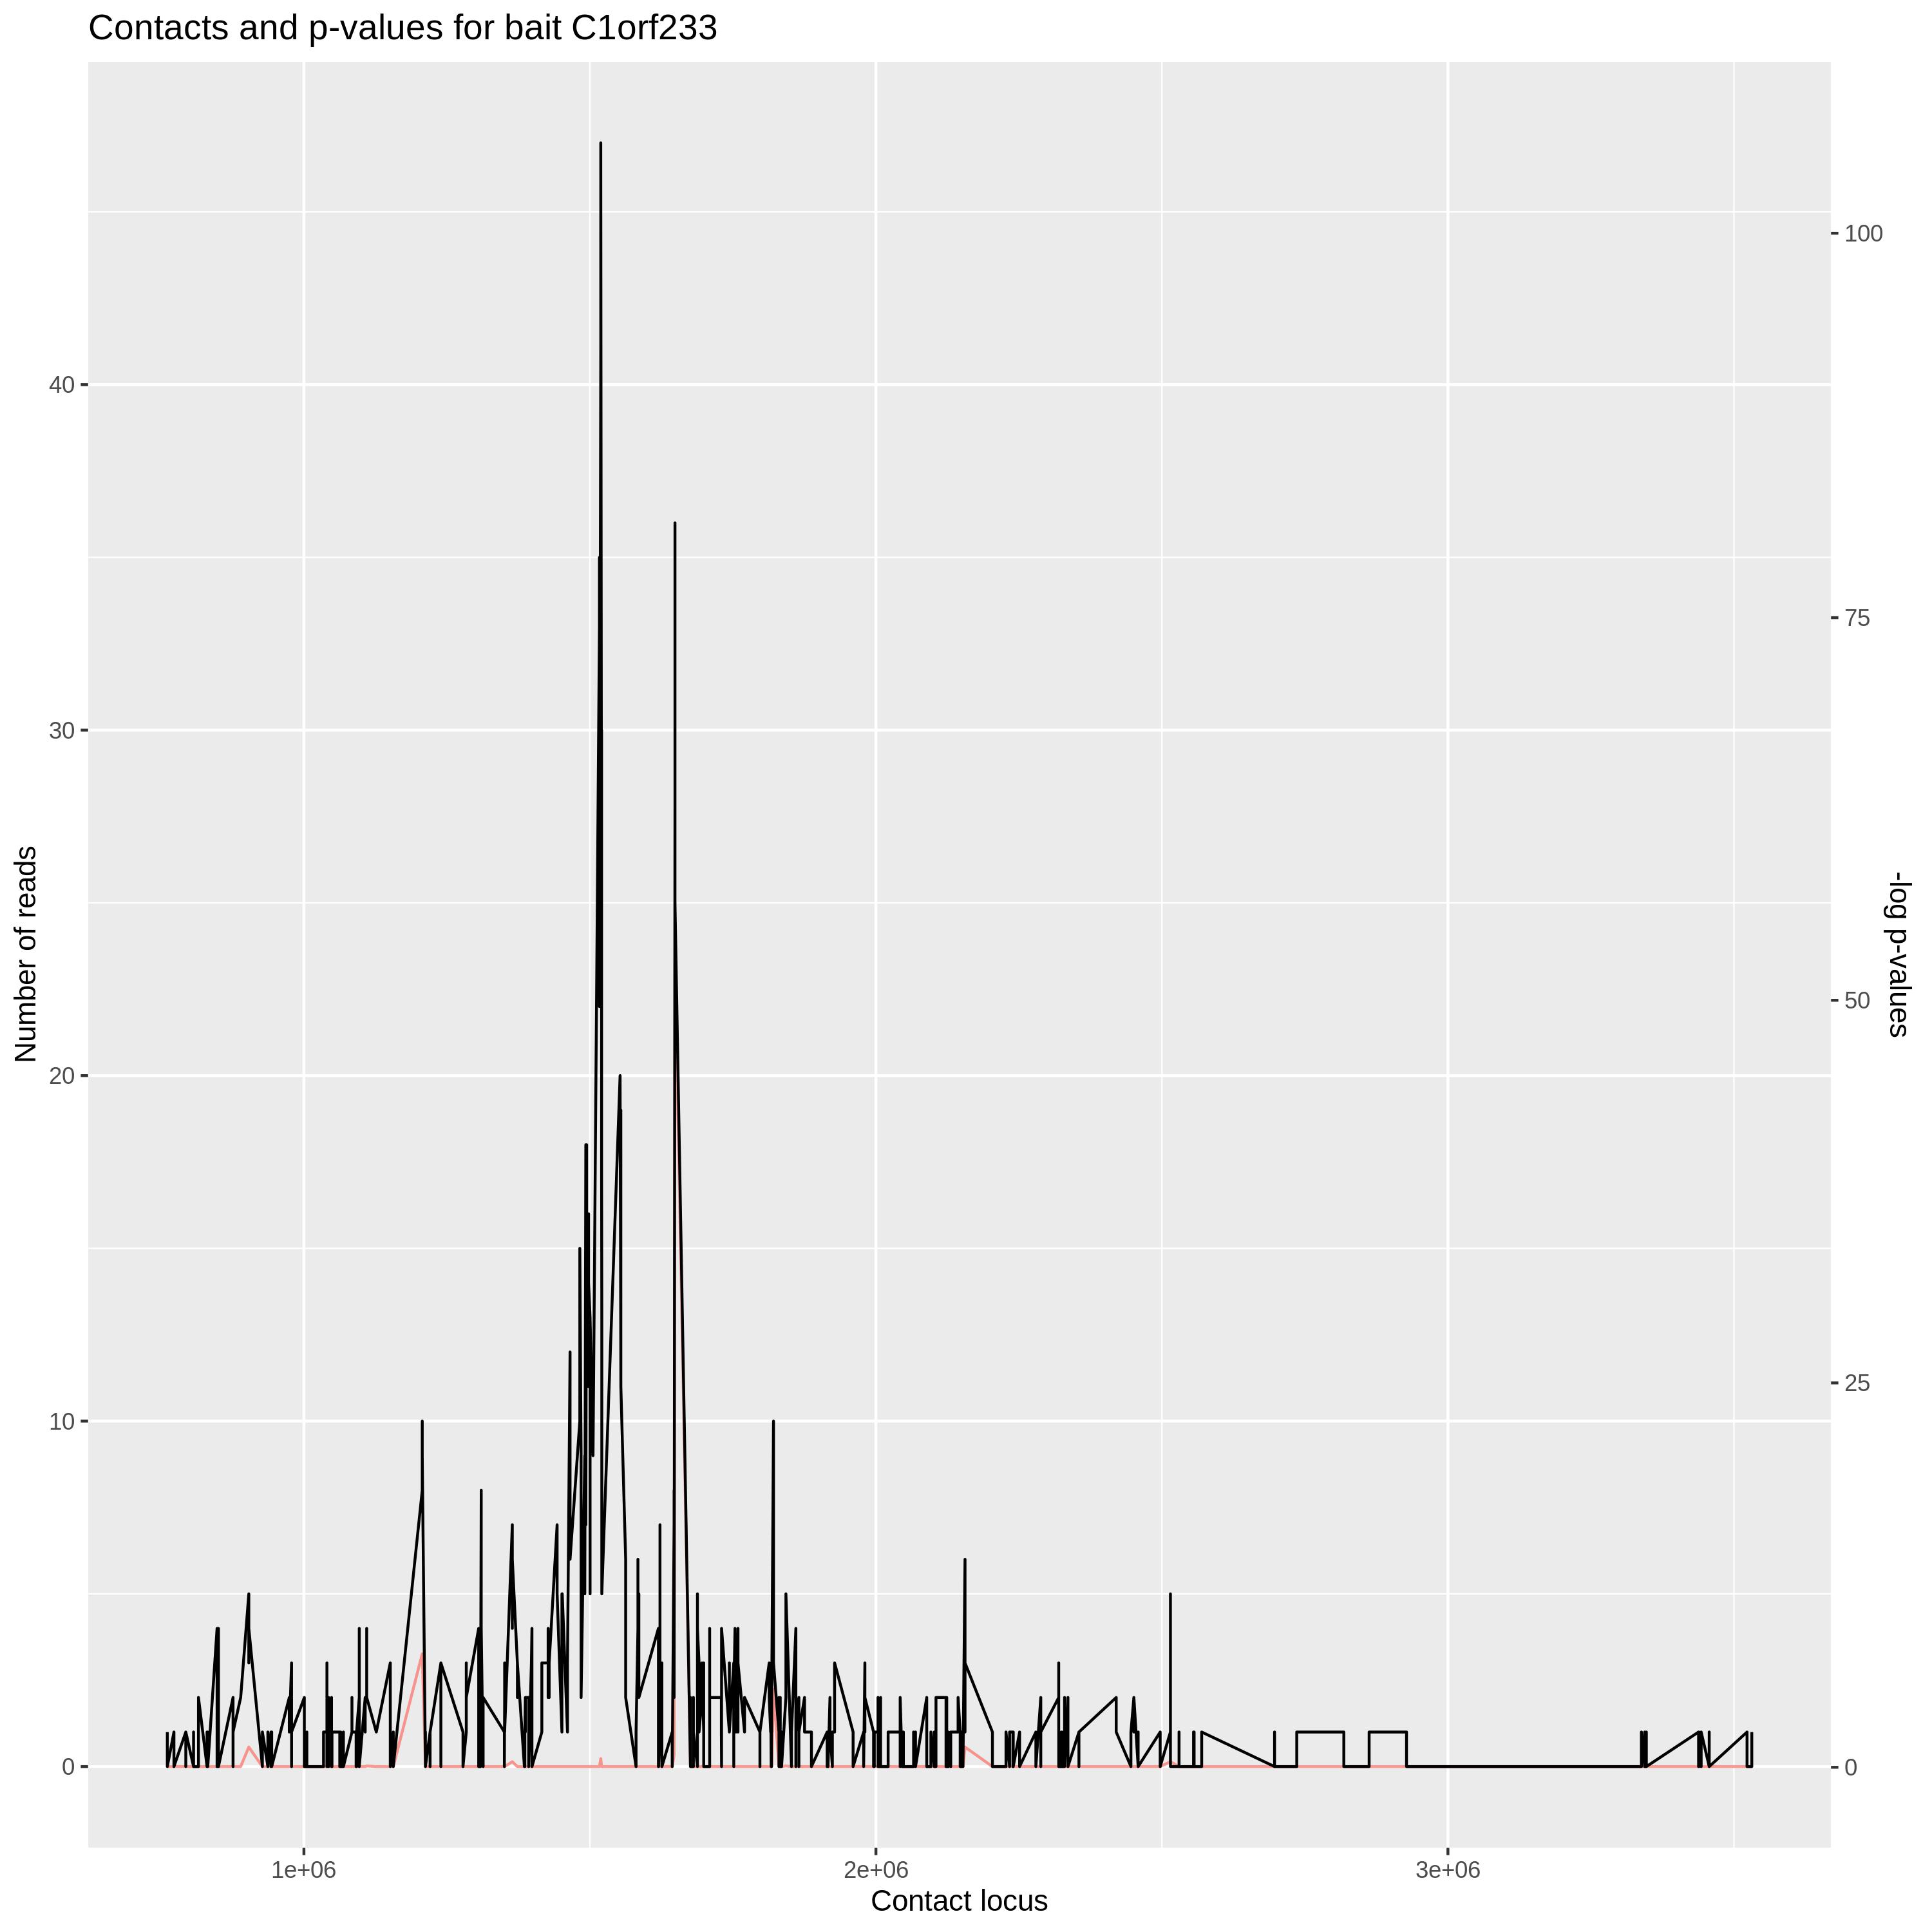 Contacts and p-values for bait C1orf233
40
30
20
10
0
100
75
50
25
0
Number of reads
-log p-values
1e+06
2e+06
3e+06
Contact locus